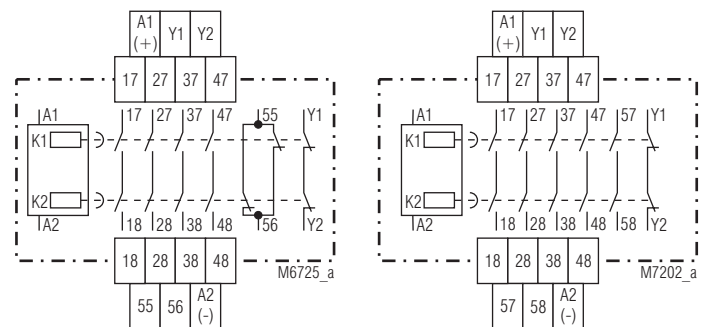 A1 (+) Y1 Y2
17 27 37 47
A1 17 27 37 47 55 Y1
K1
K2
A2 18 28 38 48 56 Y2
18 28 38 48
M6725_a
55 56 A2 (-)
A1 (+) Y1 Y2
17 27 37 47
A1 17 27 37 47 57 Y1
K1
K2
A2 18 28 38 48 58 Y2
18 28 38 48
M7202_a
57 58 A2 (-)